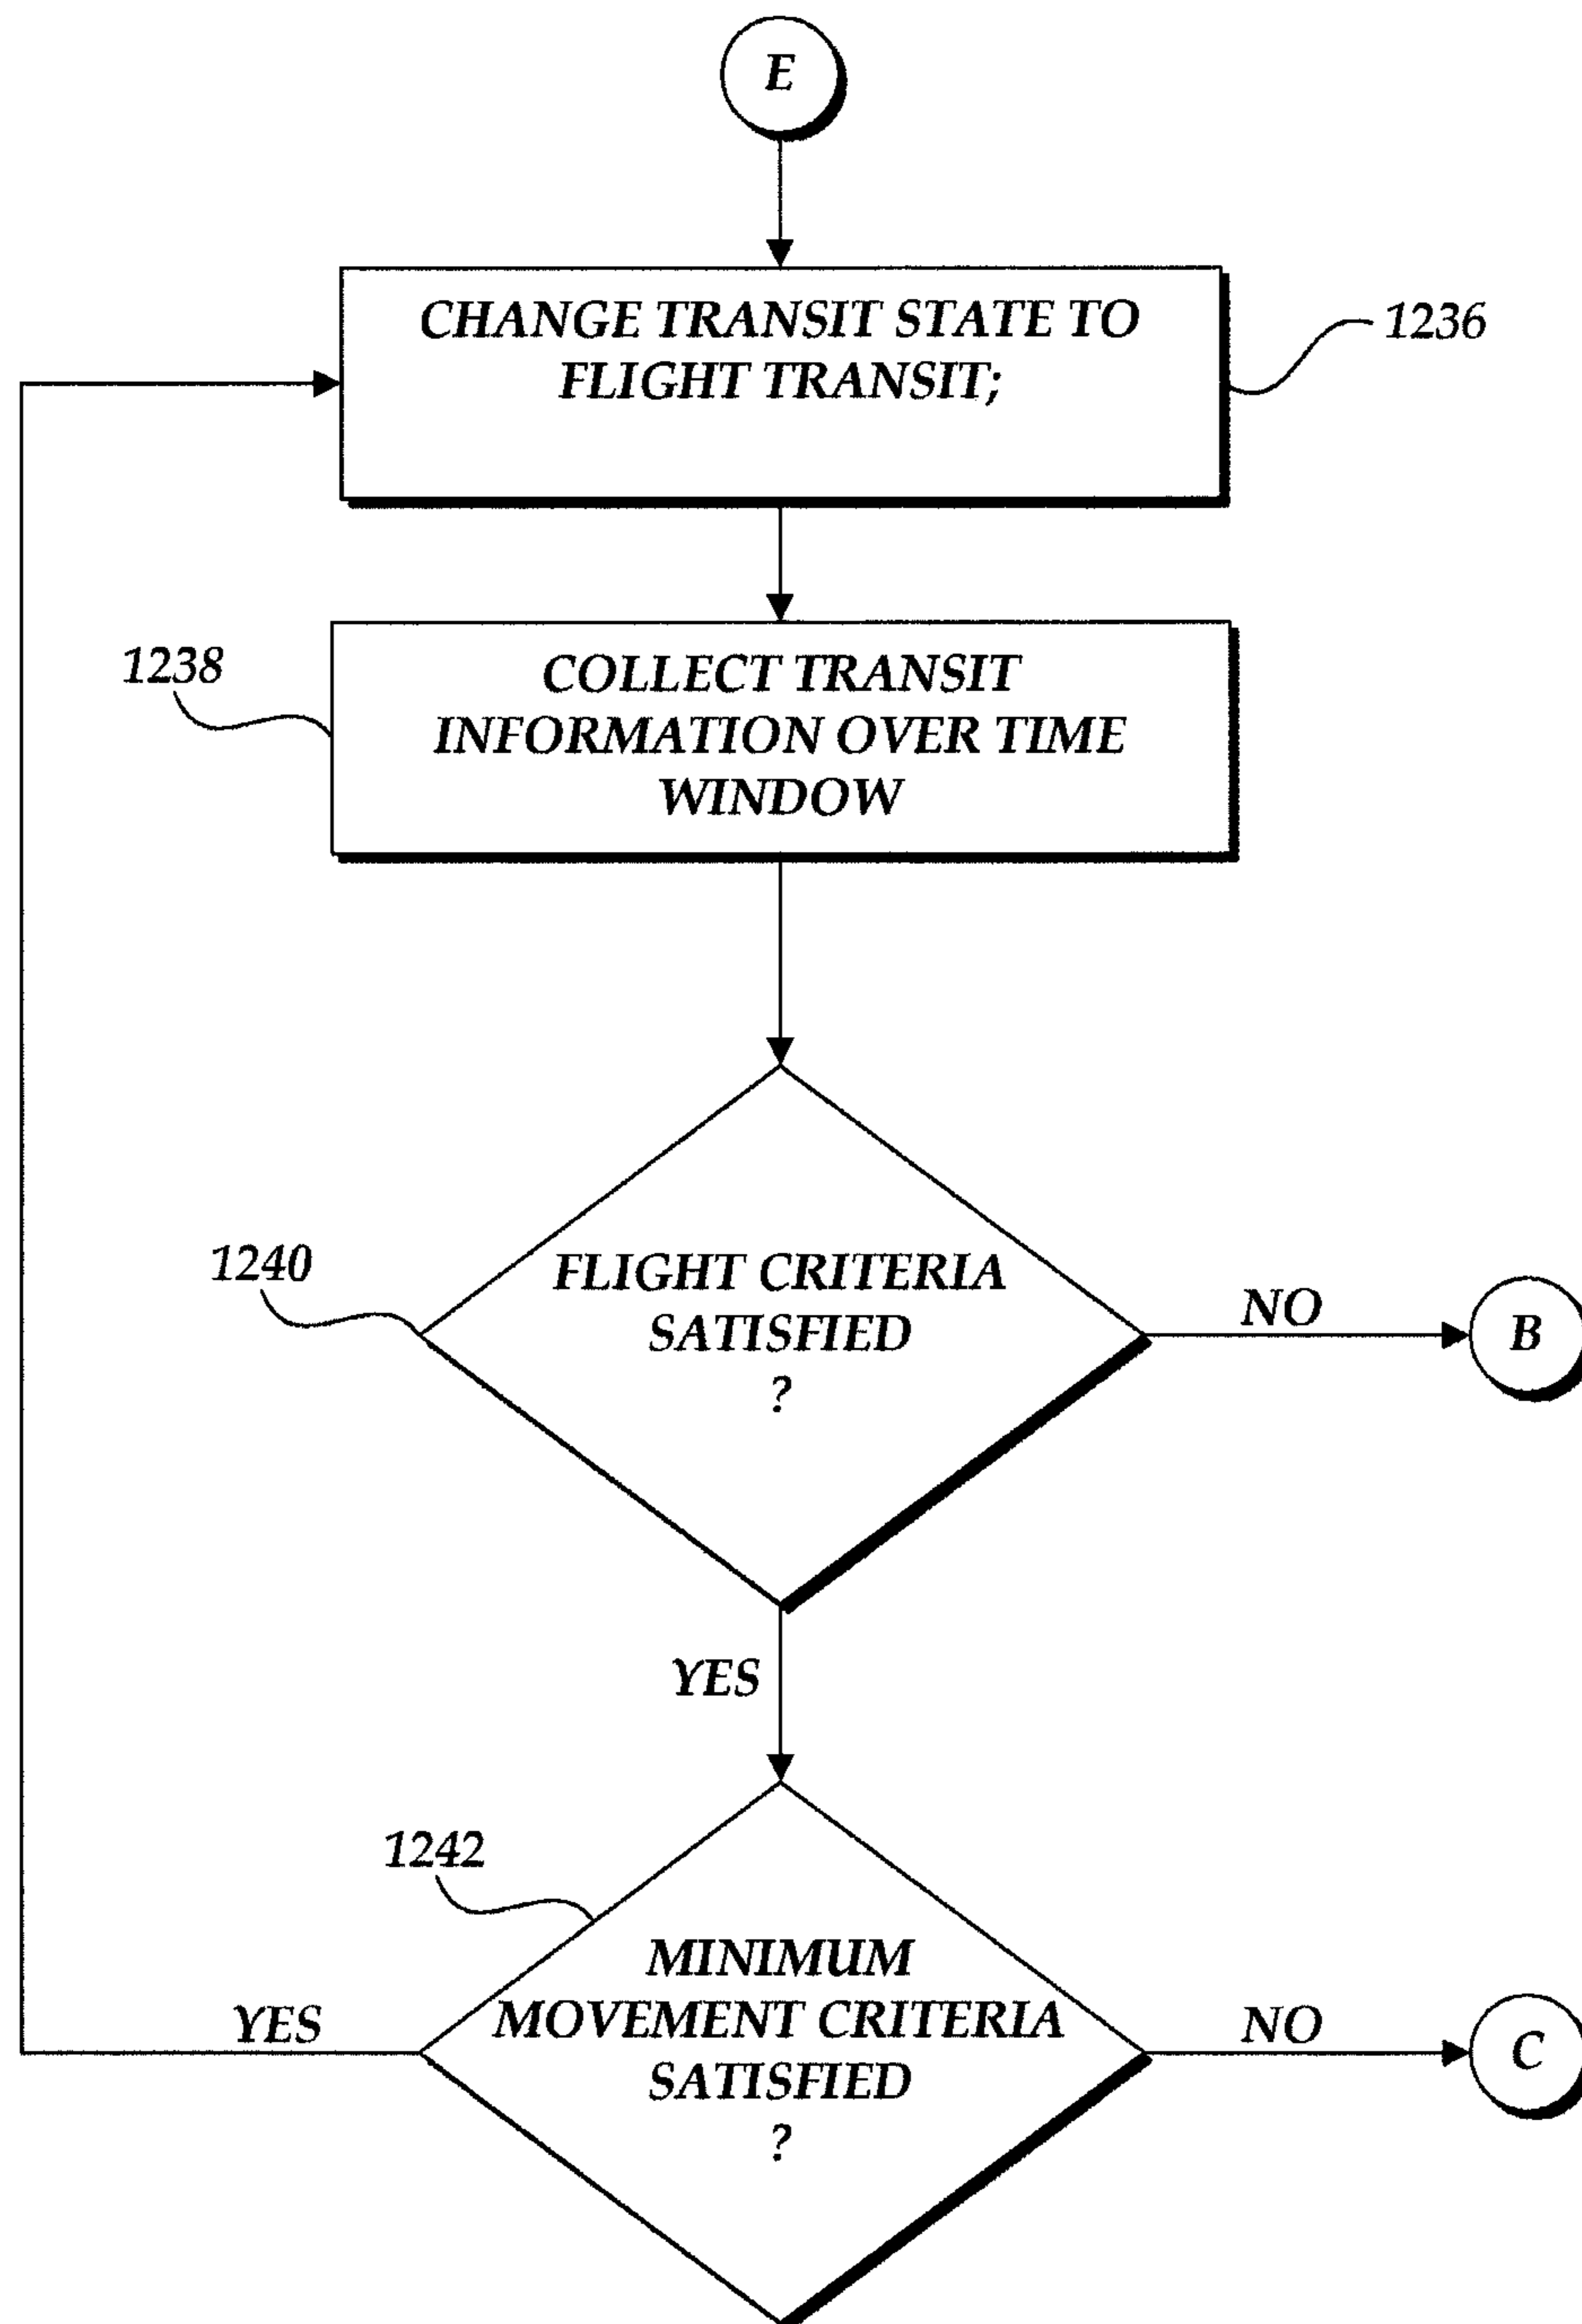 E
CHANGE TRANSIT STATE TO
FLIGHT TRANSIT;
1236
1238
COLLECT TRANSIT
INFORMATION OVER TIME
WINDOW
1240
FLIGHT CRITERIA
SATISFIED
?
NO
B
YES
1242
MINIMUM
MOVEMENT CRITERIA
SATISFIED
?
YES
NO
C